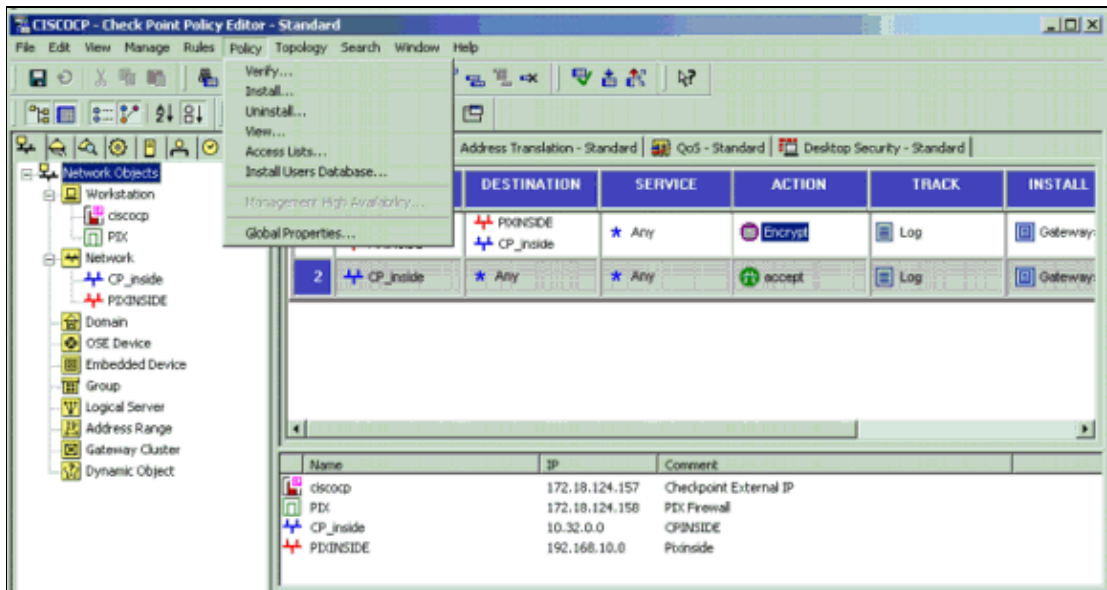 CISCOCP - Check Point Policy Editor - Standard
File Edit View Manage Rules Policy Topology Search Window Help
Verify...
Install...
Uninstall...
View...
Access Lists...
Install Users Database...
Management High Availability...
Global Properties...
Address Translation - Standard QoS - Standard Desktop Security - Standard
Network Objects
Workstation
ciscocp
PIX
Network
CP_inside
PIXINSIDE
Domain
OSE Device
Embedded Device
Group
Logical Server
Address Range
Gateway Cluster
Dynamic Object
DESTINATION SERVICE ACTION TRACK INSTALL
PIXINSIDE
CP_inside
Any Encrypt Log Gateway
2 CP_inside Any Any accept Log Gateway
Name IP Comment
ciscocp 172.18.124.157 Checkpoint External IP
PIX 172.18.124.158 PIX Firewall
CP_inside 10.32.0.0 CPINSIDE
PIXINSIDE 192.168.10.0 Pixinside